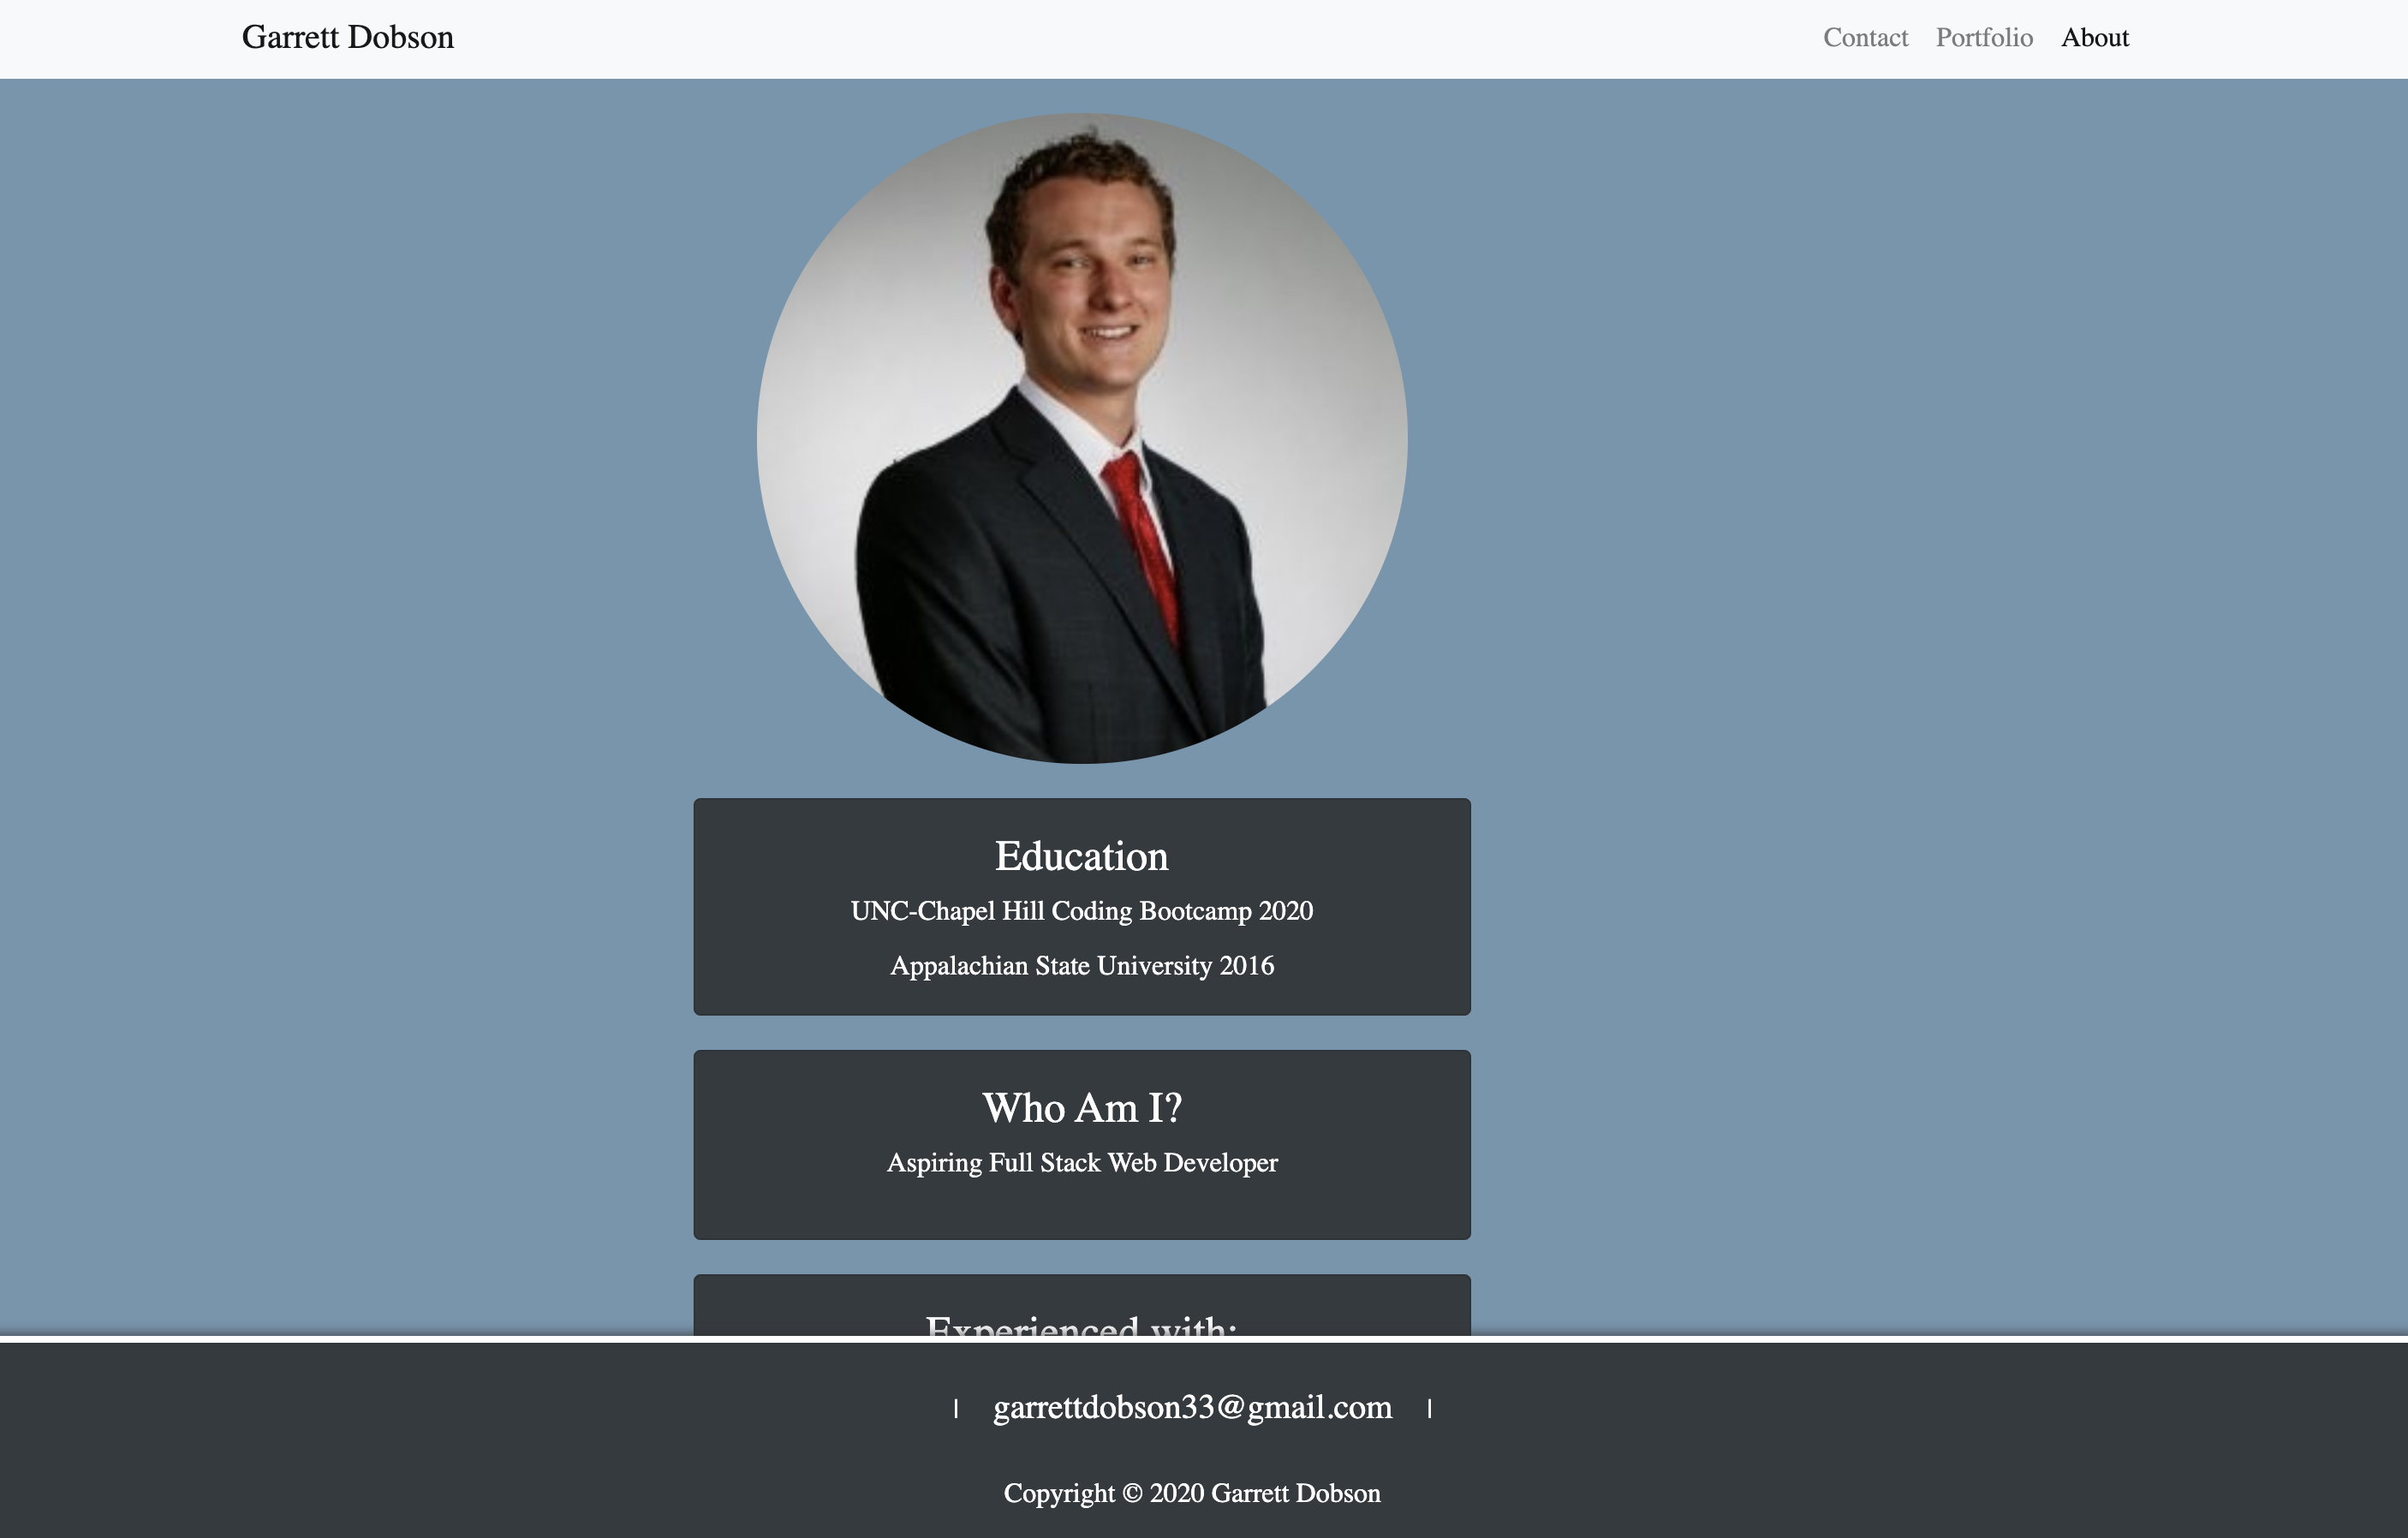 Garrett Dobson
Contact Portfolio About
Education
UNC-Chapel Hill Coding Bootcamp 2020
Appalachian State University 2016
Who Am I?
Aspiring Full Stack Web Developer
Experienced with:
| garrettdobson33@gmail.com |
Copyright © 2020 Garrett Dobson